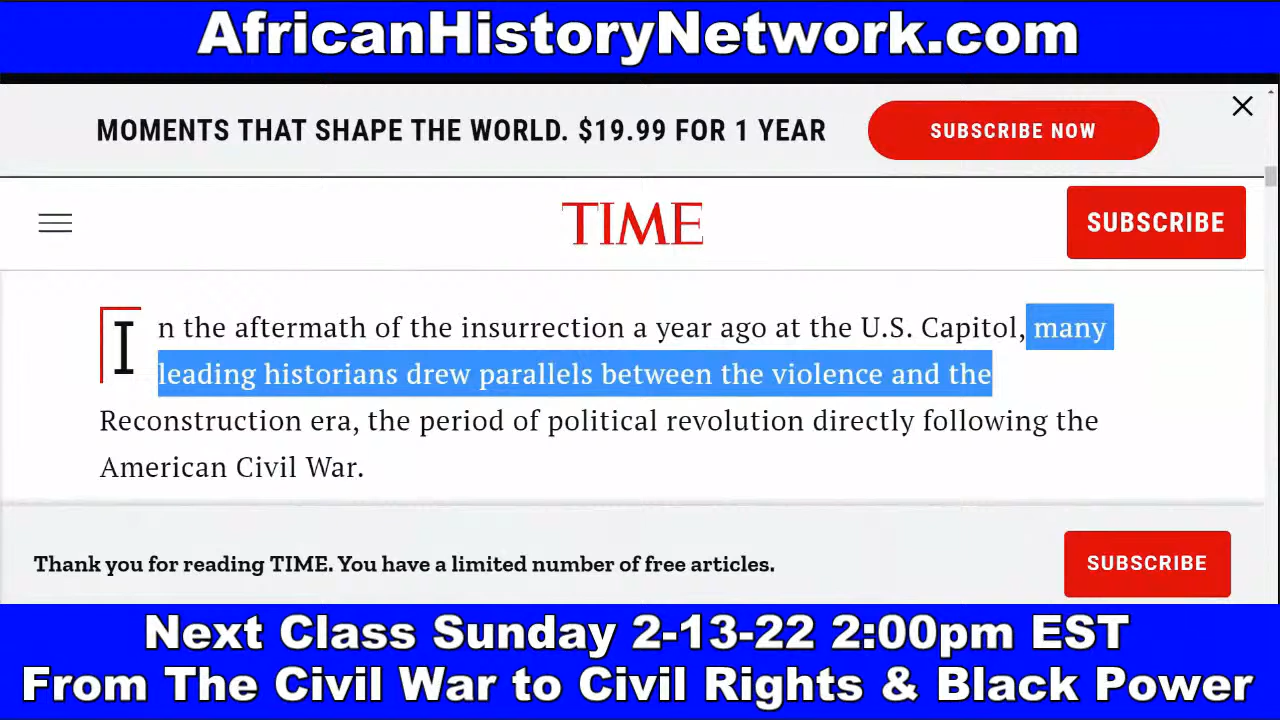 AfricanHistoryNetwork.com
MOMENTS THAT SHAPE THE WORLD. $19.99 FOR 1 YEAR
SUBSCRIBE NOW
TIME
SUBSCRIBE
In the aftermath of the insurrection a year ago at the U.S. Capitol, many
leading historians drew parallels between the violence and the
Reconstruction era, the period of political revolution directly following the
American Civil War.
Thank you for reading TIME. You have a limited number of free articles.
SUBSCRIBE
Next Class Sunday 2-13-22 2:00pm EST
From The Civil War to Civil Rights & Black Power